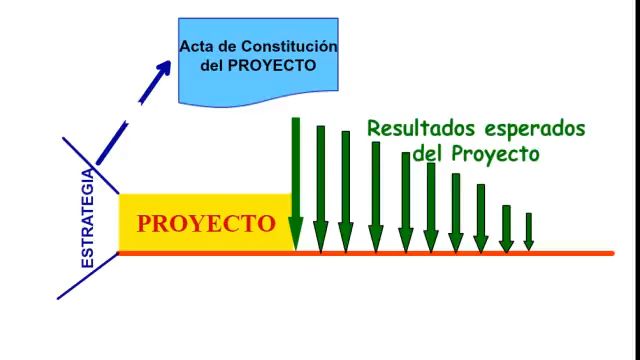 Acta de Constitución
del PROYECTO
Resultados esperados
del Proyecto
ESTRATEGIA
PROYECTO